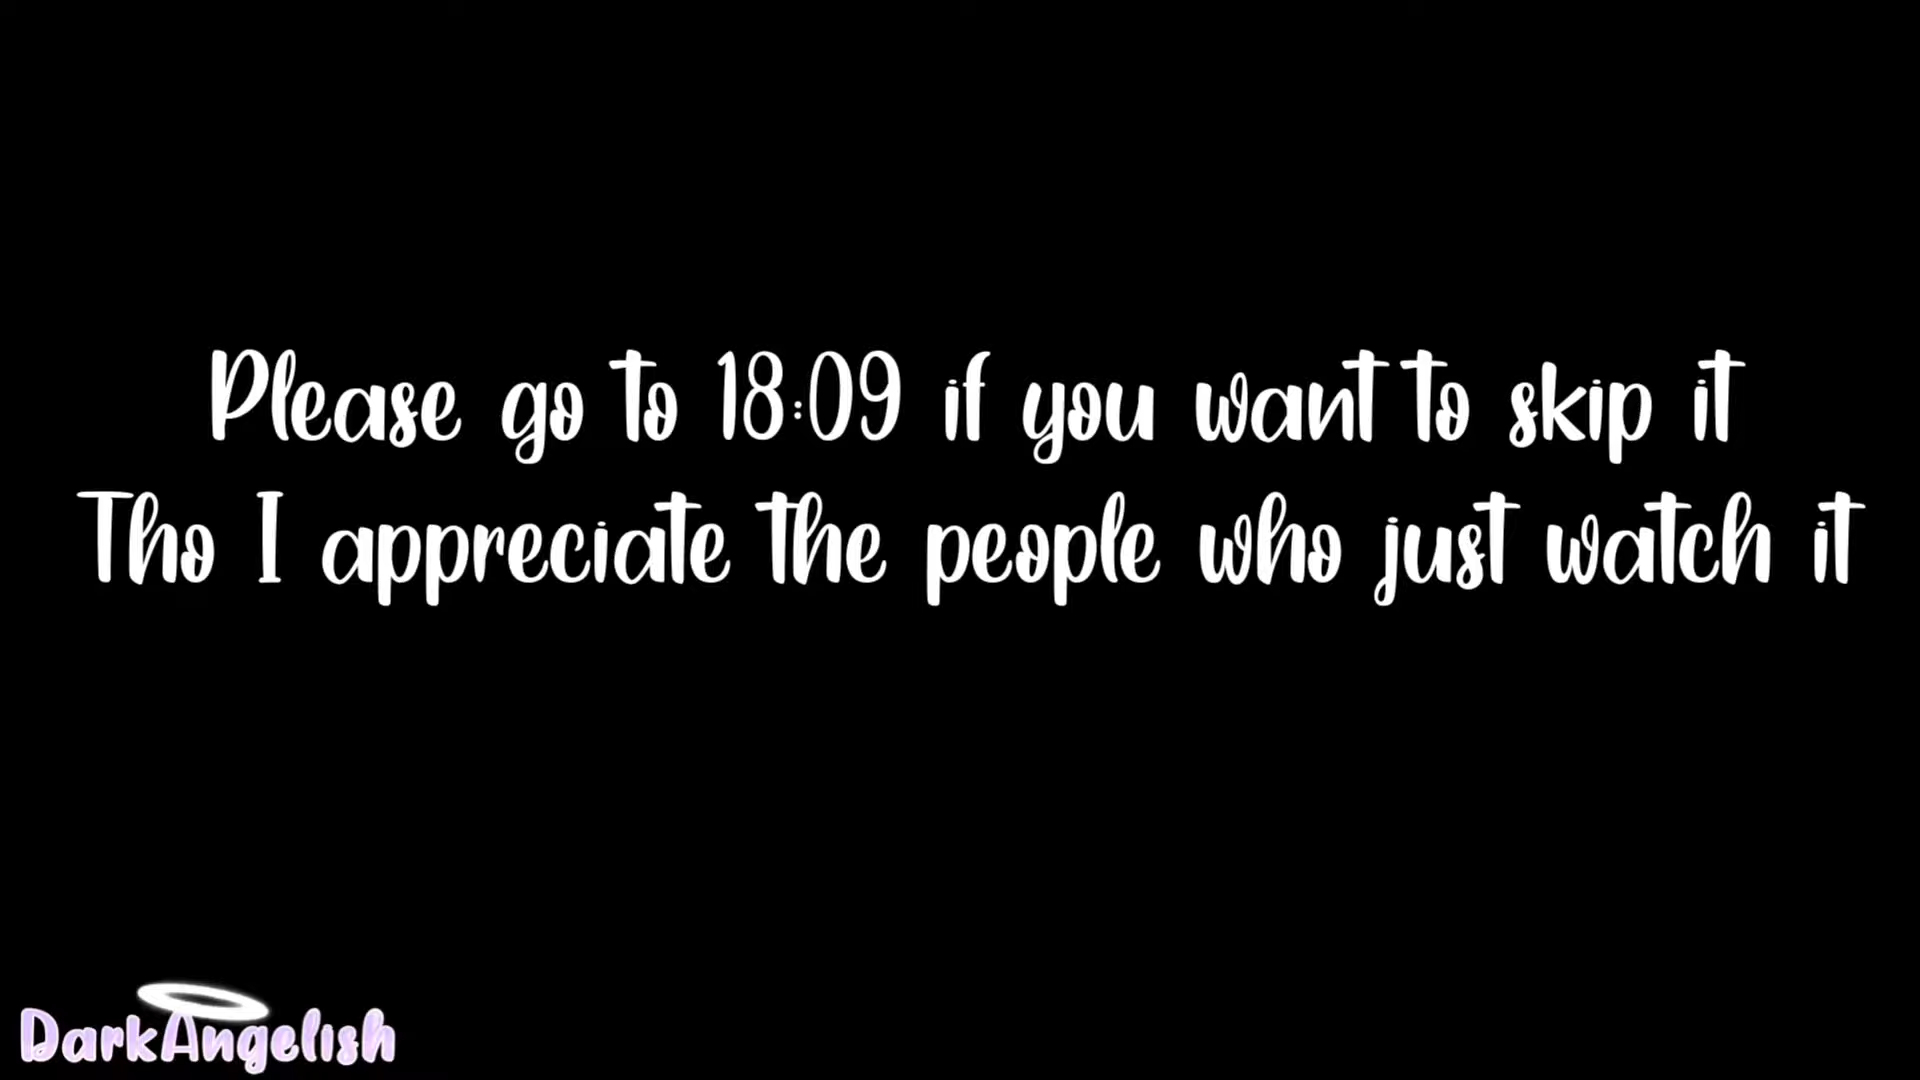 Please go to 18:09 if you want to skip it
Tho I appreciate the people who just watch it
DarkAngelish